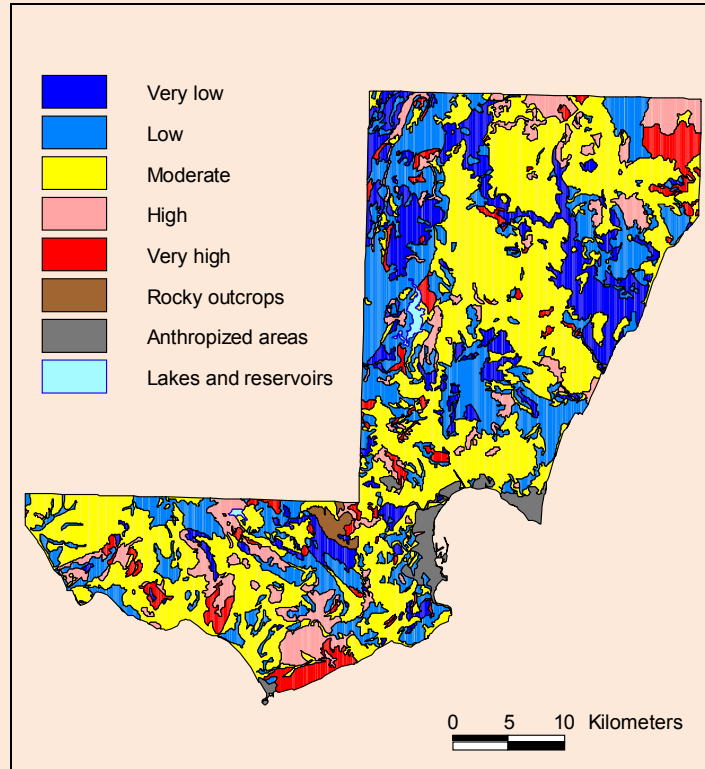 Very low
Low
Moderate
High
Very high
Rocky outcrops
Anthropized areas
Lakes and reservoirs
0 5 10 Kilometers